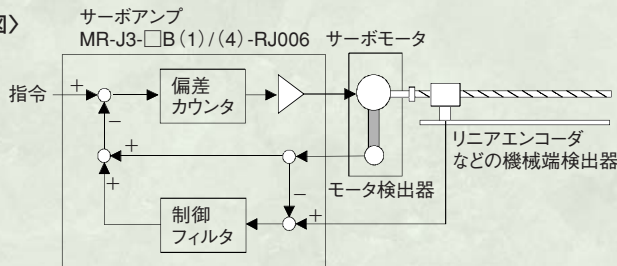 図〉
サーボアンプ
MR-J3-□B（1）/（4）-RJ006
サーボモータ
指令
+
−
偏差
カウンタ
+
+
−
+
制御
フィルタ
モータ検出器
リニアエンコーダ
などの機械端検出器